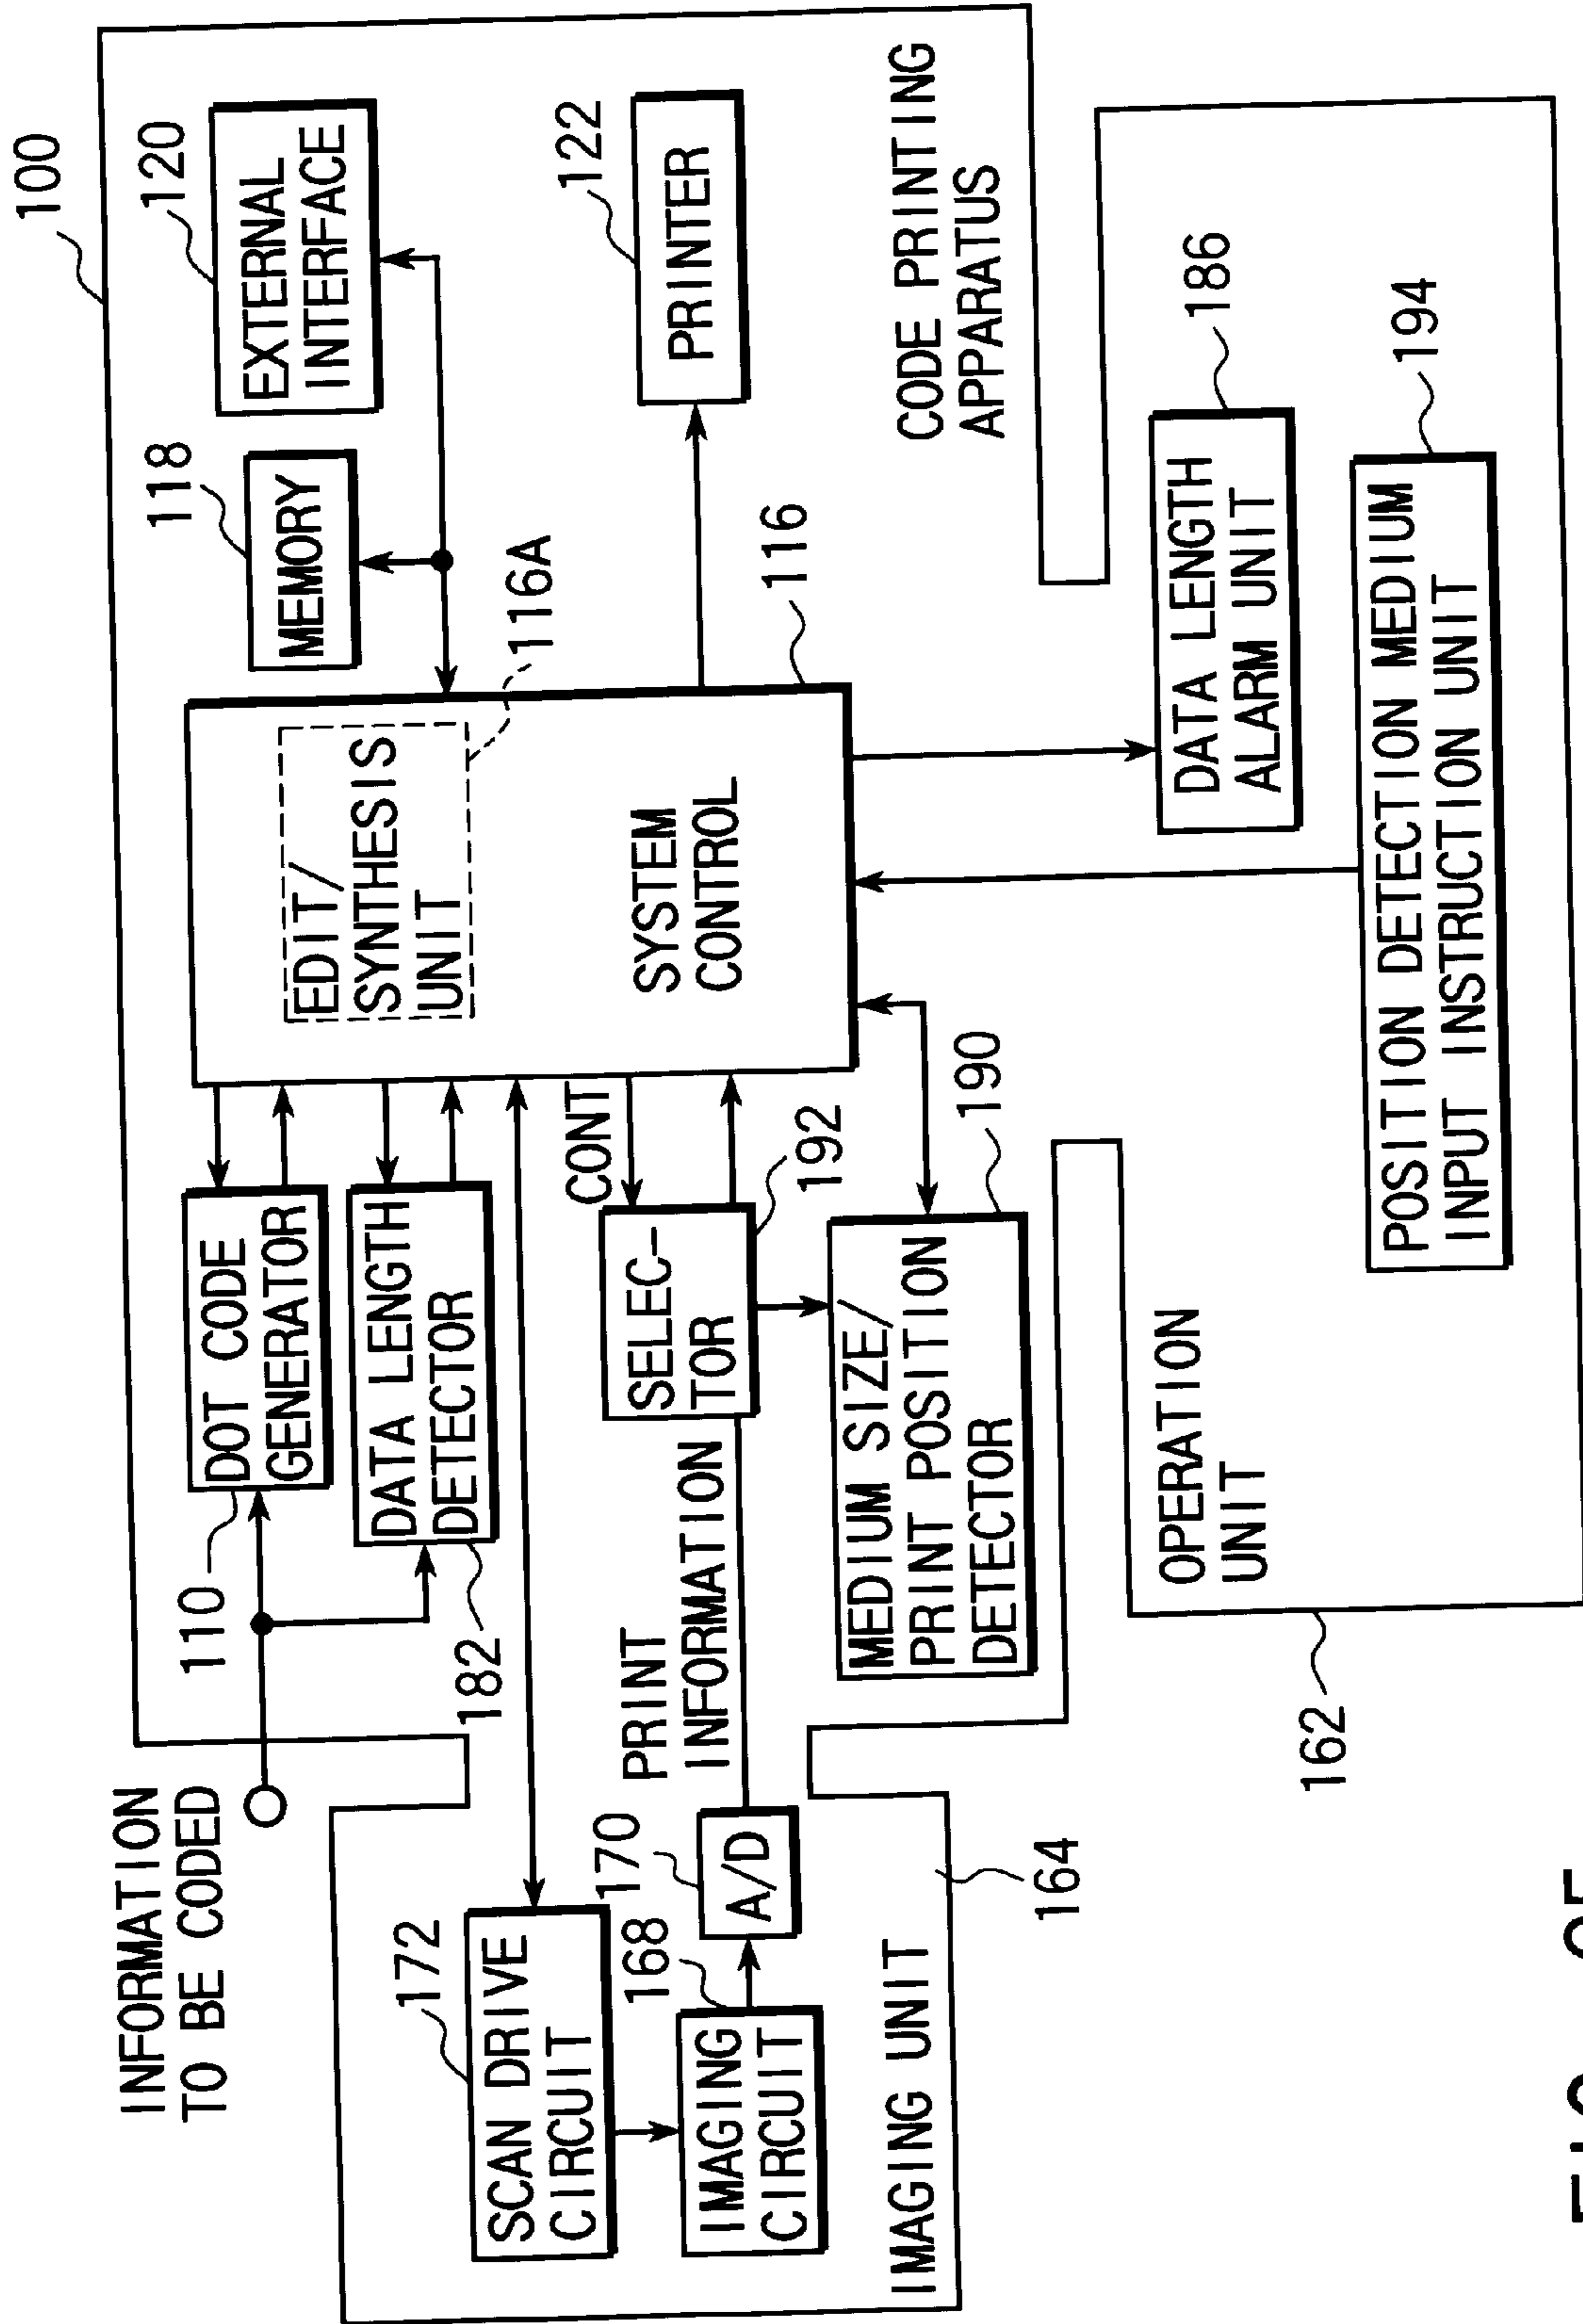 100
INFORMATION
TO BE CODED
110
DOT CODE
GENERATOR
EDIT/
SYNTHESIS
UNIT
118
MEMORY
120
EXTERNAL
INTERFACE
116A
172
SCAN DRIVE
CIRCUIT
182
DATA LENGTH
DETECTOR
CONT
SYSTEM
CONTROL
116
122
PRINTER
168
IMAGING
CIRCUIT
170
A/D
PRINT
INFORMATION
SELEC-
TOR
192
MEDIUM SIZE/
PRINT POSITION
DETECTOR
190
CODE PRINTING
APPARATUS
IMAGING UNIT
164
OPERATION
UNIT
162
DATA LENGTH
ALARM UNIT
186
POSITION DETECTION MEDIUM
INPUT INSTRUCTION UNIT
194